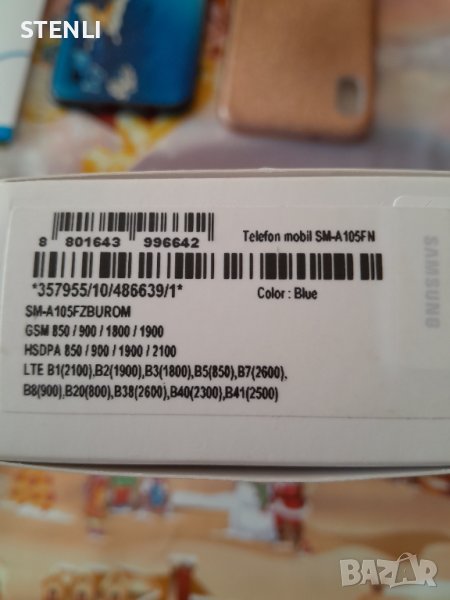 STENLI
8 801643 996642
Telefon mobil SM-A105FN
*357955/10/486639/1*
Color : Blue
SM-A105FZBUROM
GSM 850 / 900 / 1800 / 1900
HSDPA 850 / 900 / 1900 / 2100
LTE B1(2100),B2(1900),B3(1800),B5(850),B7(2600),
B8(900),B20(800),B38(2600),B40(2300),B41(2500)
SAMSUNG
BAZAR